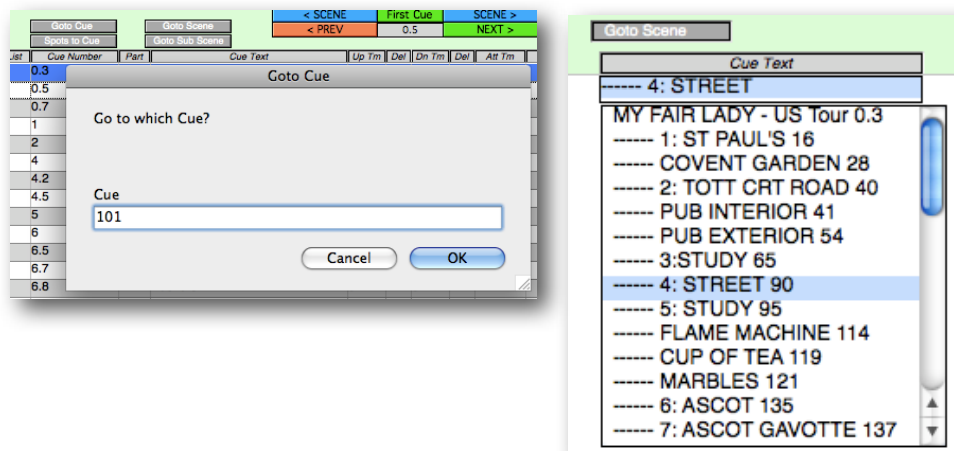 < SCENE First Cue SCENE >
Goto Cue Goto Scene
< PREV 0.5 NEXT >
Spots to Cue Goto Sub Scene
ist Cue Number Part Cue Text Up Tm Del Dn Tm Del Att Tm
0.3
0.5
0.7
1
2
4
4.2
4.5
5
6
6.5
6.7
6.8
Goto Cue
Go to which Cue?
Cue
101
Cancel OK
Goto Scene
Cue Text
------ 4: STREET
MY FAIR LADY - US Tour 0.3
------ 1: ST PAUL'S 16
------ COVENT GARDEN 28
------ 2: TOTT CRT ROAD 40
------ PUB INTERIOR 41
------ PUB EXTERIOR 54
------ 3:STUDY 65
------ 4: STREET 90
------ 5: STUDY 95
------ FLAME MACHINE 114
------ CUP OF TEA 119
------ MARBLES 121
------ 6: ASCOT 135
------ 7: ASCOT GAVOTTE 137